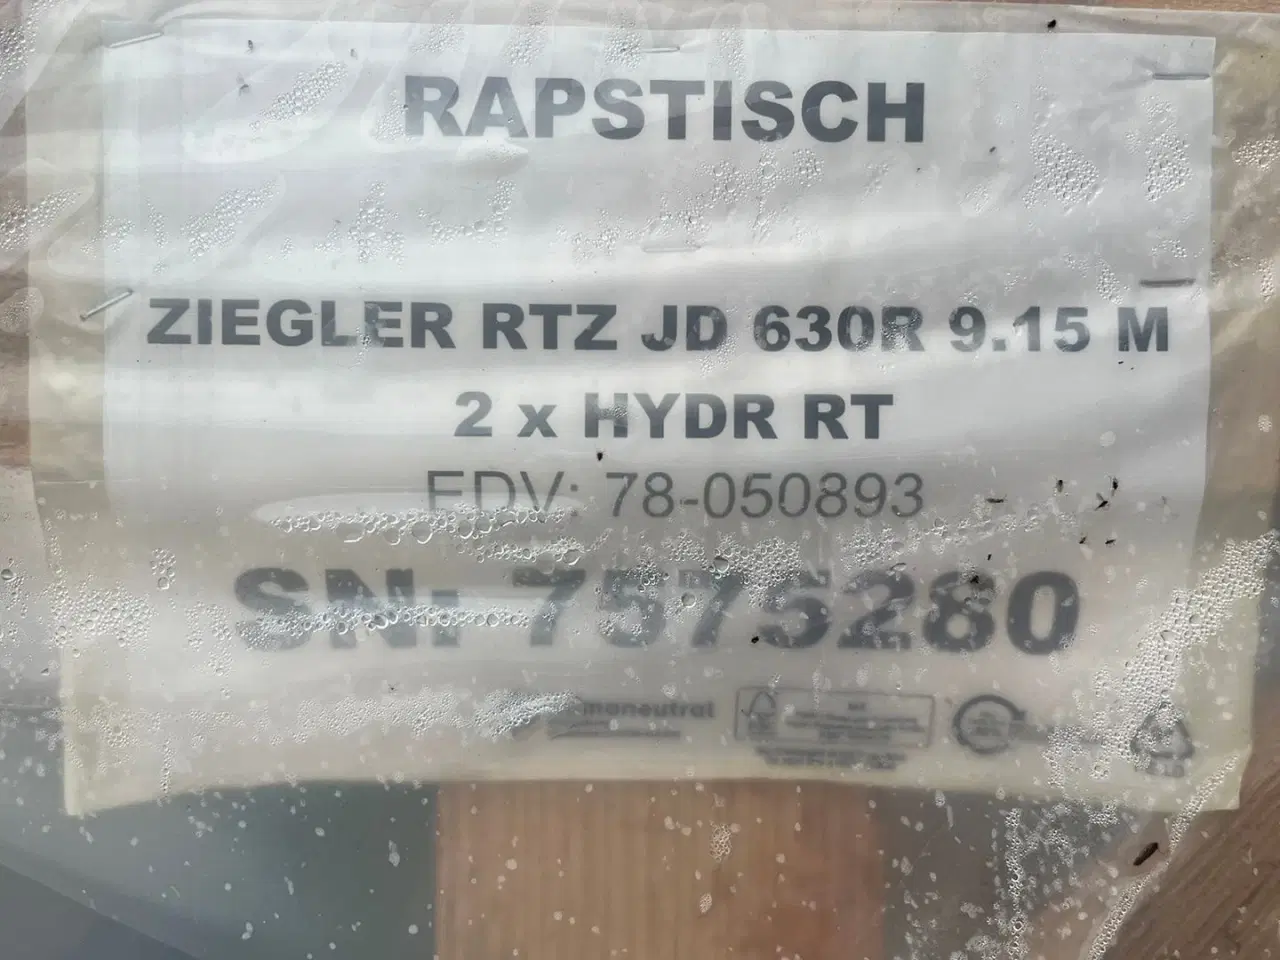 RAPSTISCH
ZIEGLER RTZ JD 630R 9.15 M
2 x HYDR RT
EDV: 78-050893
SN: 7575280